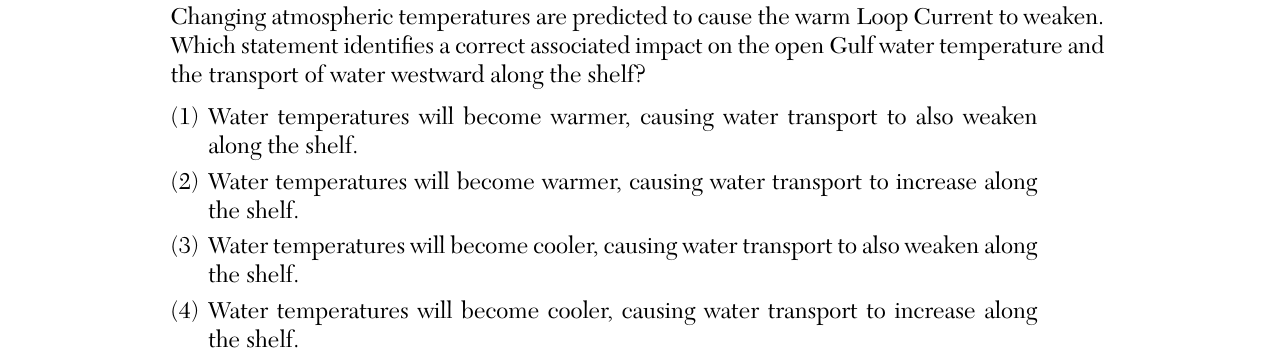 Changing atmospheric temperatures are predicted to cause the warm Loop Current to weaken.
Which statement identifies a correct associated impact on the open Gulf water temperature and
the transport of water westward along the shelf?
(1) Water temperatures will become warmer, causing water transport to also weaken
along the shelf.
(2) Water temperatures will become warmer, causing water transport to increase along
the shelf.
(3) Water temperatures will become cooler, causing water transport to also weaken along
the shelf.
(4) Water temperatures will become cooler, causing water transport to increase along
the shelf.